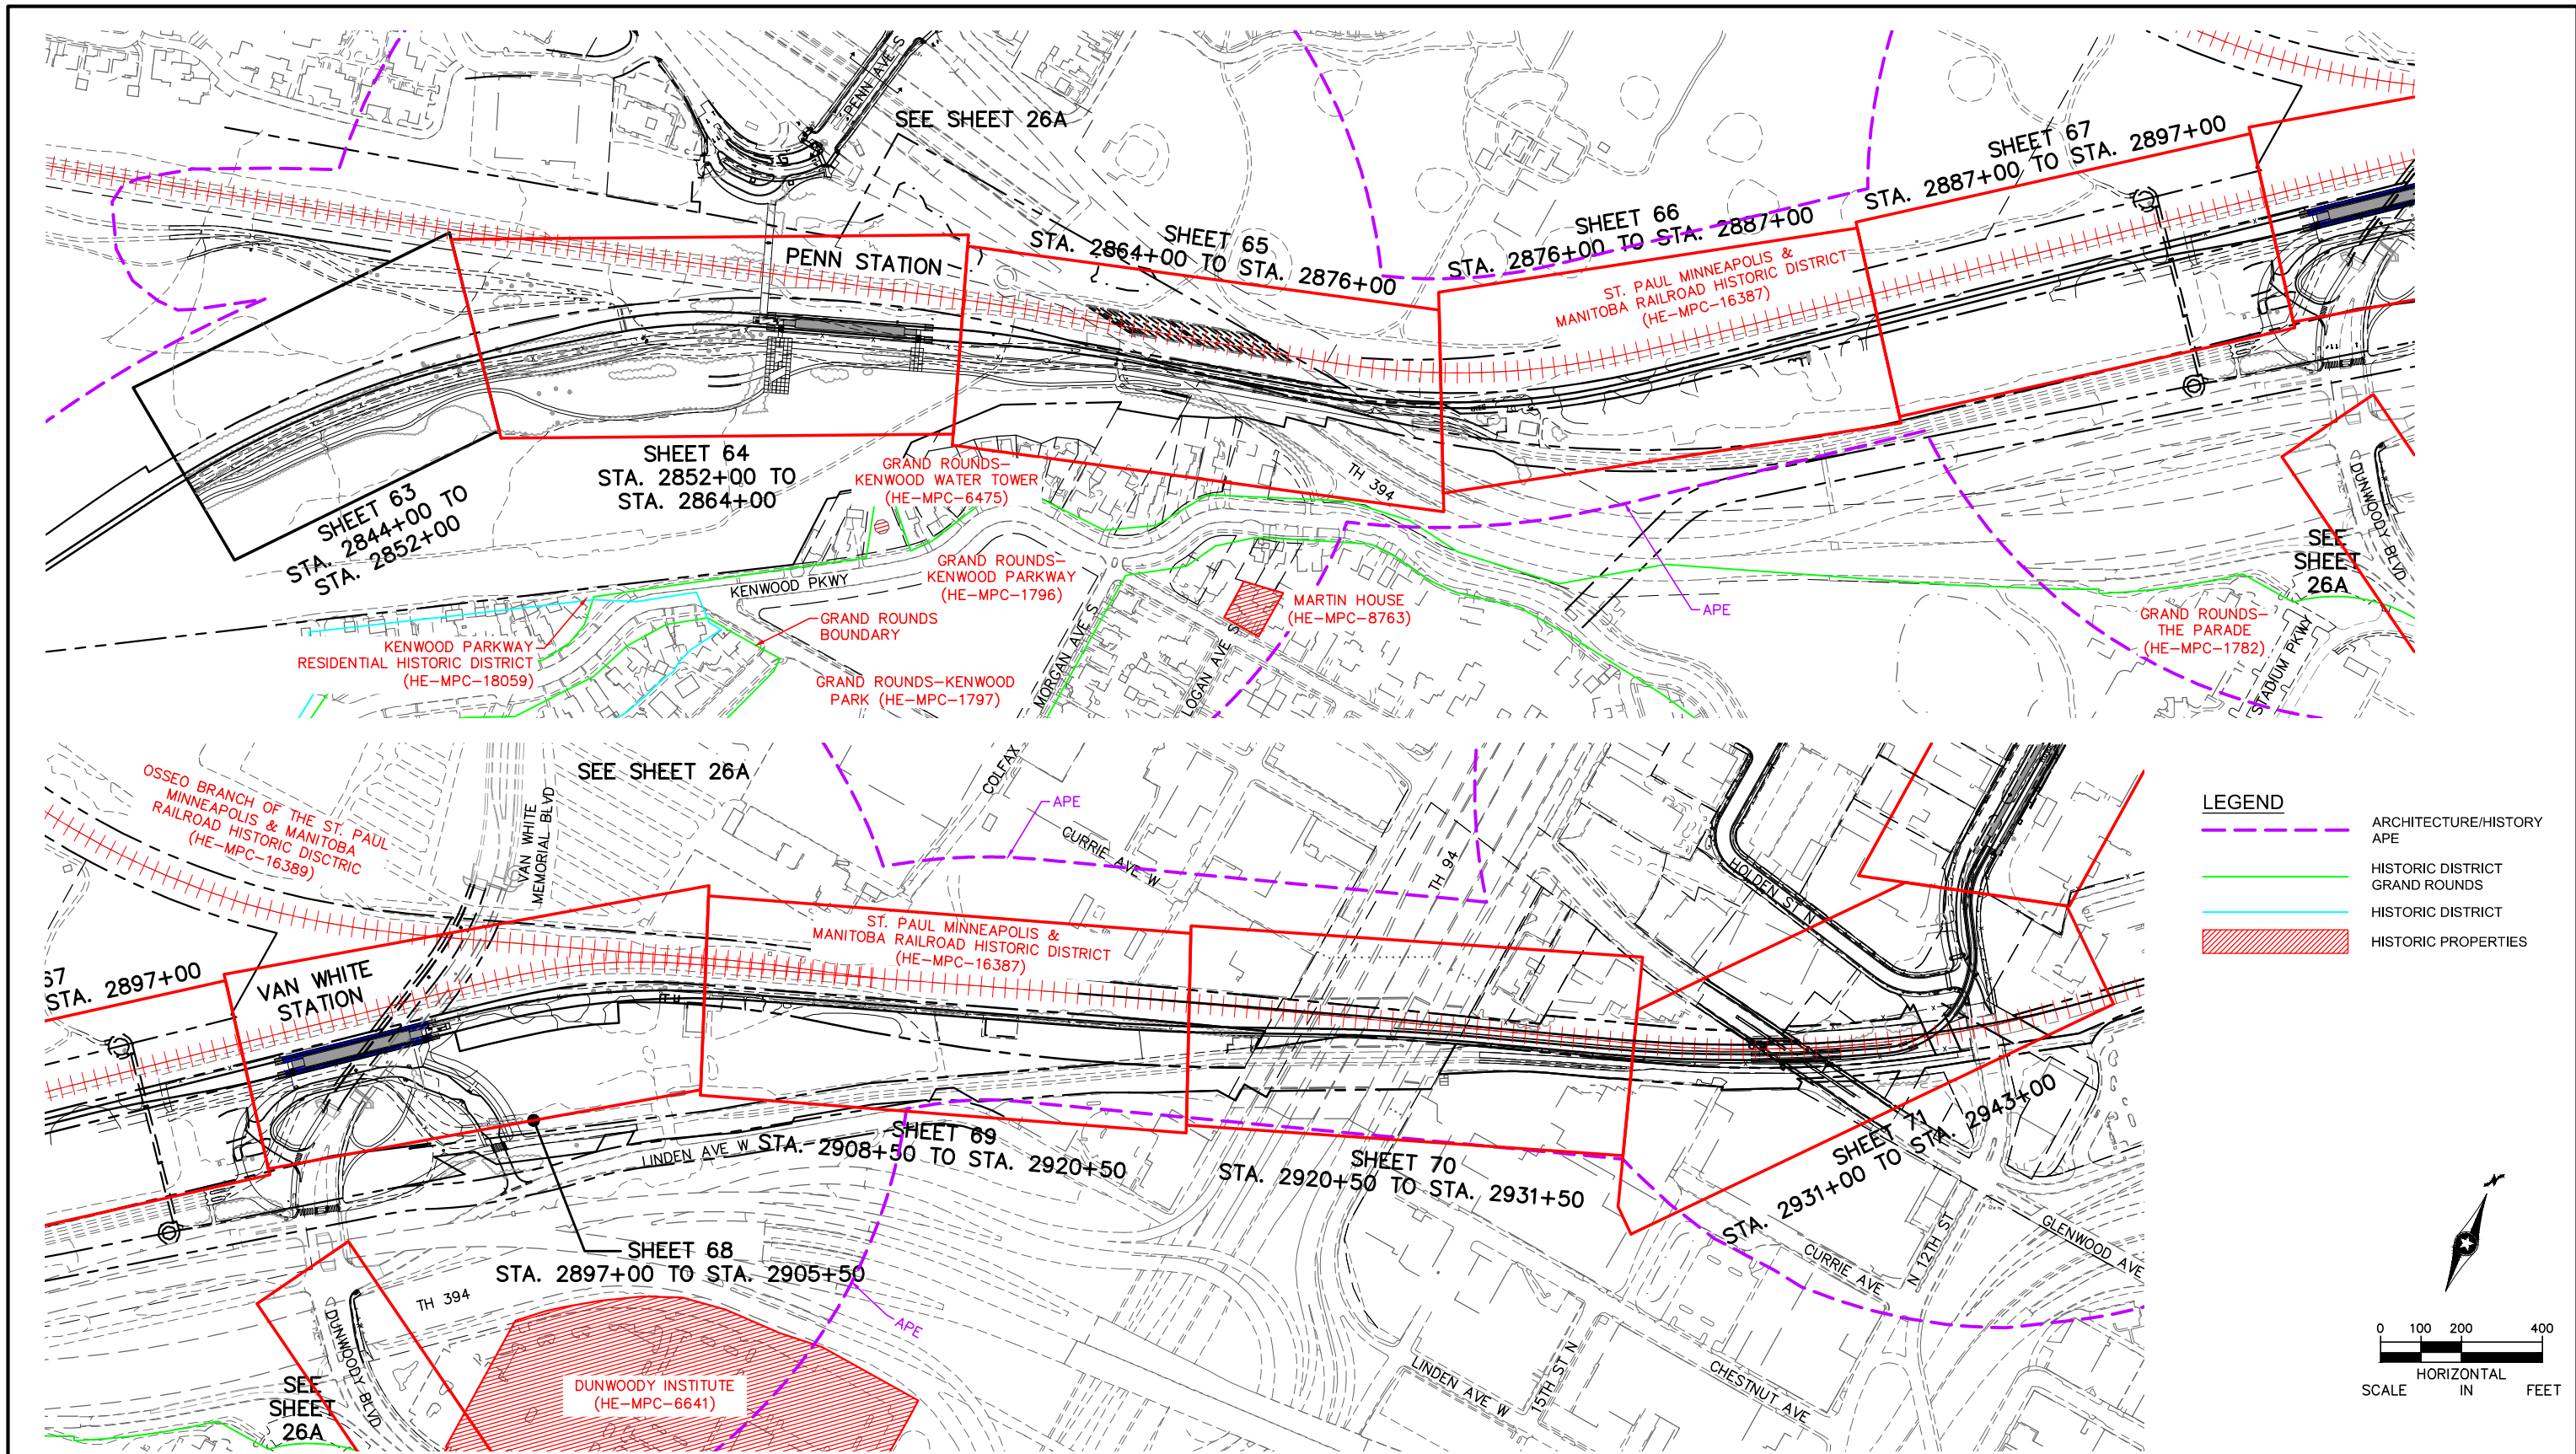 PENN AVE S
SEE SHEET 26A
PENN STATION
SHEET 65
STA. 2864+00 TO STA. 2876+00
SHEET 66
STA. 2876+00 TO STA. 2887+00
SHEET 67
STA. 2887+00 TO STA. 2897+00
ST. PAUL MINNEAPOLIS &
MANITOBA RAILROAD HISTORIC DISTRICT
(HE-MPC-16387)
SHEET 63
STA. 2844+00 TO
STA. 2852+00
SHEET 64
STA. 2852+00 TO
STA. 2864+00
GRAND ROUNDS-
KENWOOD WATER TOWER
(HE-MPC-6475)
TH 394
GRAND ROUNDS-
KENWOOD PARKWAY
(HE-MPC-1796)
KENWOOD PKWY
GRAND ROUNDS
BOUNDARY
KENWOOD PARKWAY
RESIDENTIAL HISTORIC DISTRICT
(HE-MPC-18059)
GRAND ROUNDS-KENWOOD
PARK (HE-MPC-1797)
MORGAN AVE S
LOGAN AVE S
MARTIN HOUSE
(HE-MPC-8763)
APE
GRAND ROUNDS-
THE PARADE
(HE-MPC-1782)
STADIUM PKWY
DUNWOODY BLVD
SEE
SHEET
26A
OSSEO BRANCH OF THE ST. PAUL
MINNEAPOLIS & MANITOBA
RAILROAD HISTORIC DISCTRIC
(HE-MPC-16389)
VAN WHITE
MEMORIAL BLVD
SEE SHEET 26A
COLFAX
APE
CURRIE AVE W
TH 94
HOLDEN ST N
67
STA. 2897+00
VAN WHITE
STATION
ST. PAUL MINNEAPOLIS &
MANITOBA RAILROAD HISTORIC DISTRICT
(HE-MPC-16387)
LINDEN AVE W
SHEET 69
STA. 2908+50 TO STA. 2920+50
SHEET 70
STA. 2920+50 TO STA. 2931+50
SHEET 71
STA. 2931+00 TO STA. 2943+00
SHEET 68
STA. 2897+00 TO STA. 2905+50
TH 394
DUNWOODY BLVD
SEE
SHEET
26A
DUNWOODY INSTITUTE
(HE-MPC-6641)
APE
LINDEN AVE W
15TH ST N
CHESTNUT AVE
CURRIE AVE
N 12TH ST
GLENWOOD AVE
LEGEND
ARCHITECTURE/HISTORY
APE
HISTORIC DISTRICT
GRAND ROUNDS
HISTORIC DISTRICT
HISTORIC PROPERTIES
N
0 100 200 400
HORIZONTAL
SCALE IN FEET